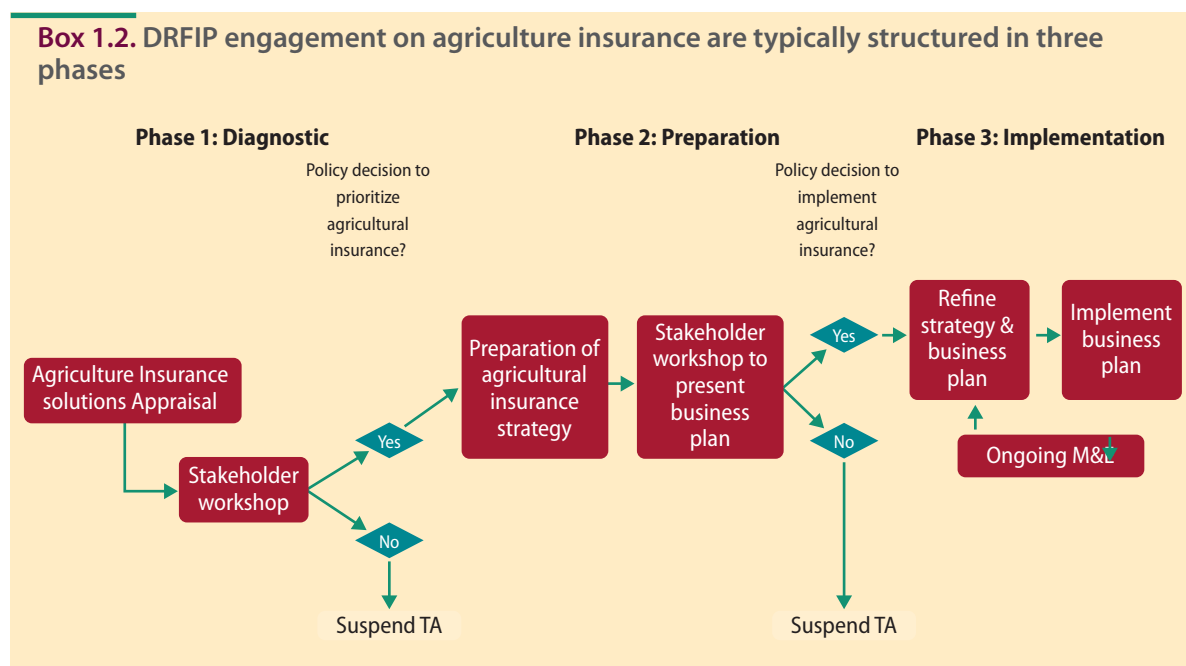 Box 1.2. DRFIP engagement on agriculture insurance are typically structured in three
phases
Phase 1: Diagnostic
Policy decision to
prioritize
agricultural
insurance?
Agriculture Insurance
solutions Appraisal
Stakeholder
workshop
Yes
No
Suspend TA
Phase 2: Preparation
Policy decision to
implement
agricultural
insurance?
Preparation of
agricultural
insurance
strategy
Stakeholder
workshop to
present
business
plan
Yes
No
Suspend TA
Phase 3: Implementation
Refine
strategy &
business
plan
Implement
business
plan
Ongoing M&E